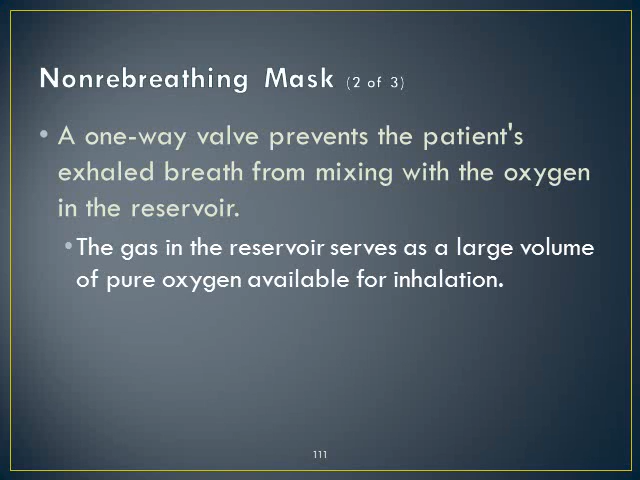 Nonrebreathing Mask (2 of 3)
• A one-way valve prevents the patient's
exhaled breath from mixing with the oxygen
in the reservoir.
• The gas in the reservoir serves as a large volume
of pure oxygen available for inhalation.
111